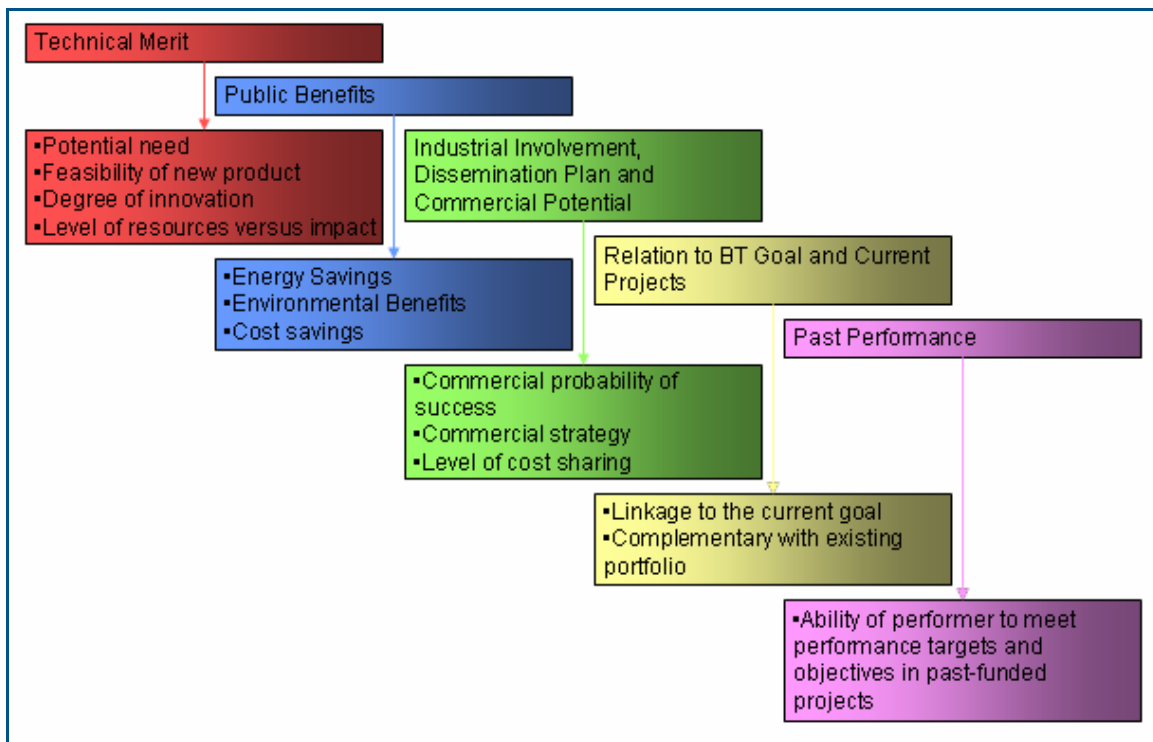 Technical Merit
Public Benefits
▪Potential need
▪Feasibility of new product
▪Degree of innovation
▪Level of resources versus impact
Industrial Involvement,
Dissemination Plan and
Commercial Potential
Relation to BT Goal and Current
Projects
▪Energy Savings
▪Environmental Benefits
▪Cost savings
Past Performance
▪Commercial probability of
success
▪Commercial strategy
▪Level of cost sharing
▪Linkage to the current goal
▪Complementary with existing
portfolio
▪Ability of performer to meet
performance targets and
objectives in past-funded
projects